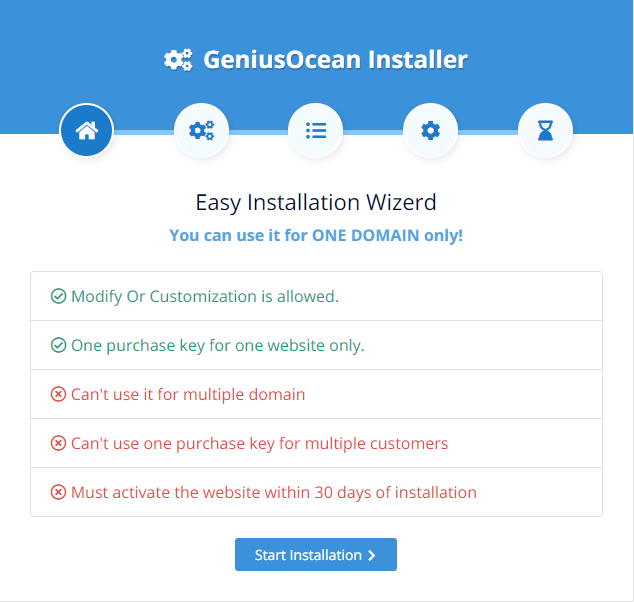 GeniusOcean Installer
Easy Installation Wizerd
You can use it for ONE DOMAIN only!
Modify Or Customization is allowed.
One purchase key for one website only.
Can't use it for multiple domain
Can't use one purchase key for multiple customers
Must activate the website within 30 days of installation
Start Installation